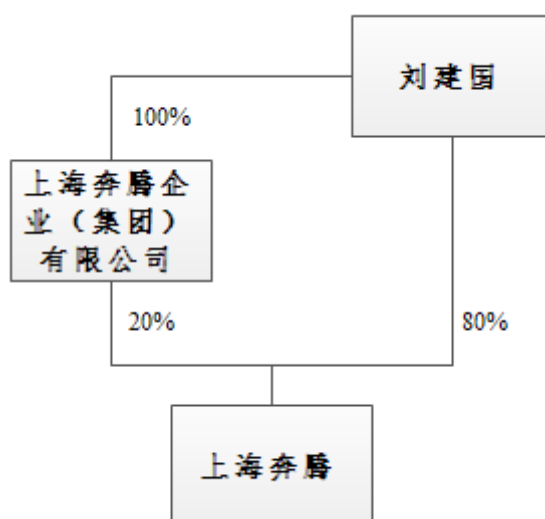 刘建国
100%
上海奔腾企
业（集团）
有限公司
20%
80%
上海奔腾